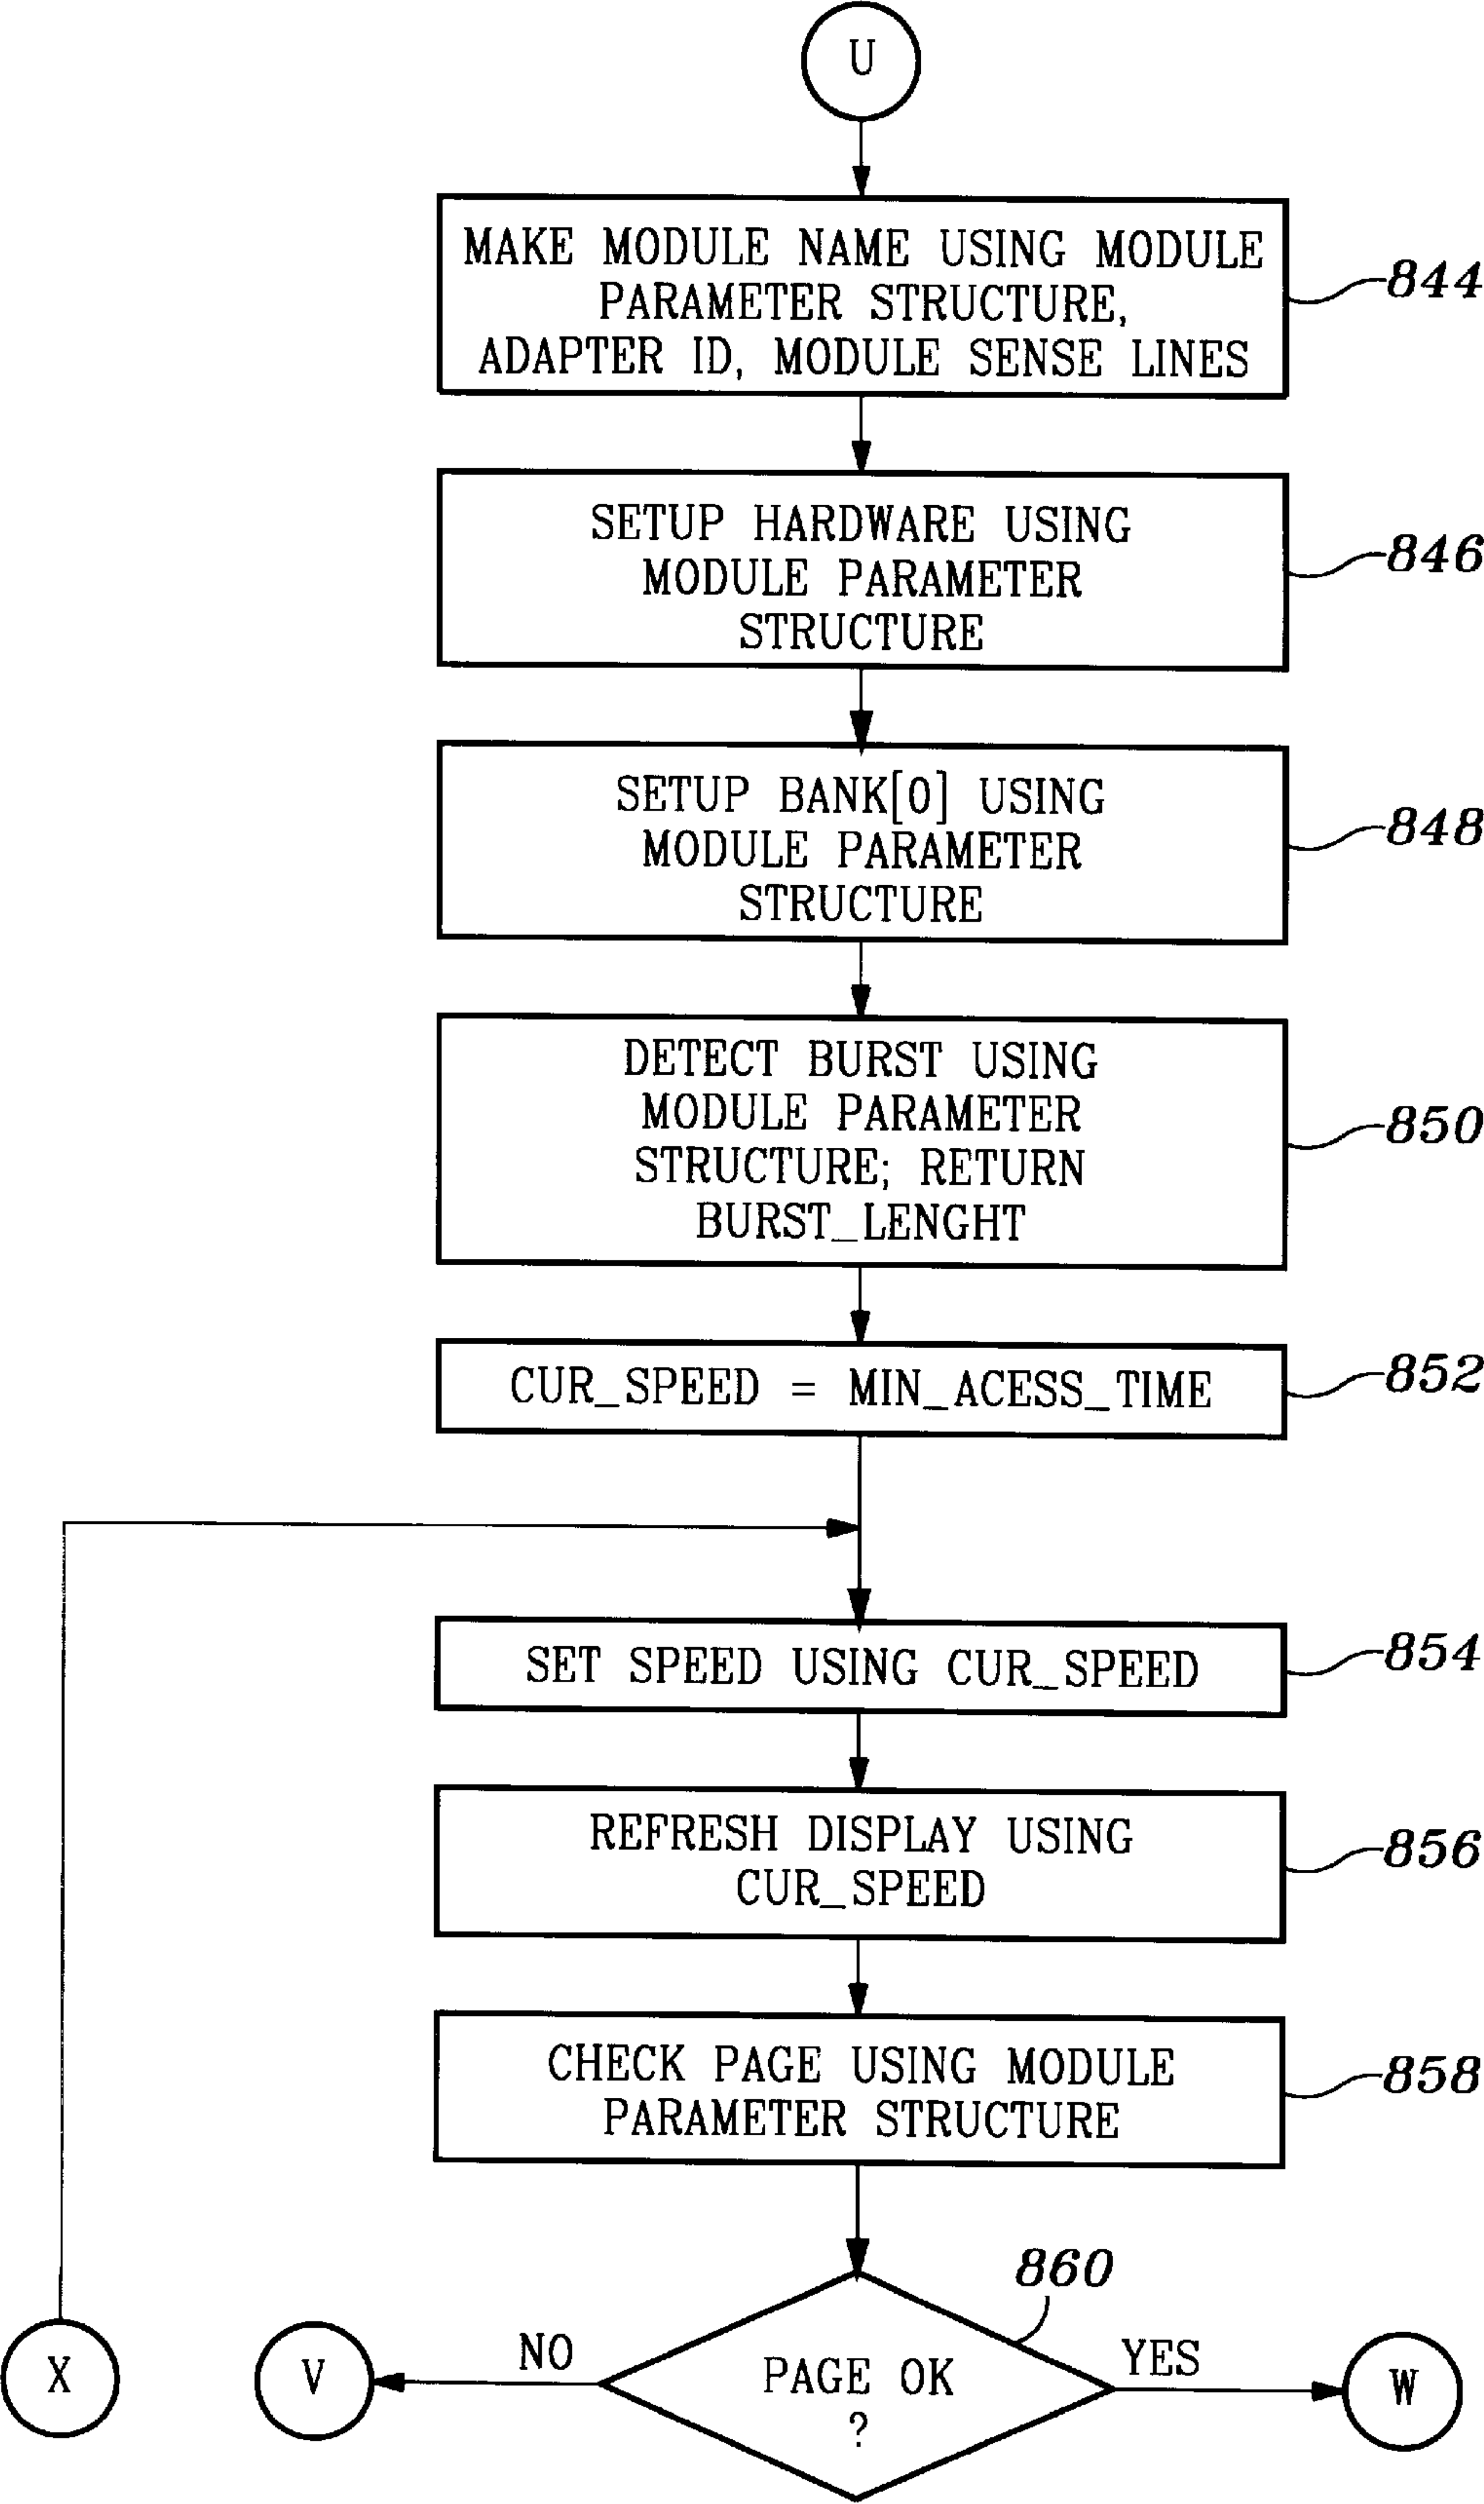 U
MAKE MODULE NAME USING MODULE
PARAMETER STRUCTURE,
ADAPTER ID, MODULE SENSE LINES
844
SETUP HARDWARE USING
MODULE PARAMETER
STRUCTURE
846
SETUP BANK[0] USING
MODULE PARAMETER
STRUCTURE
848
DETECT BURST USING
MODULE PARAMETER
STRUCTURE; RETURN
BURST_LENGHT
850
CUR_SPEED = MIN_ACESS_TIME
852
SET SPEED USING CUR_SPEED
854
REFRESH DISPLAY USING
CUR_SPEED
856
CHECK PAGE USING MODULE
PARAMETER STRUCTURE
858
860
X
V
NO
PAGE OK
?
YES
W